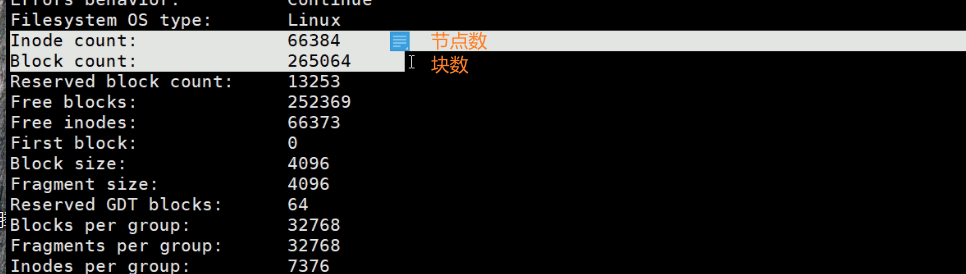 Errors behavior:          Continue
Filesystem OS type:       Linux
Inode count:              66384 节点数
Block count:              265064 块数
Reserved block count:     13253
Free blocks:              252369
Free inodes:              66373
First block:              0
Block size:               4096
Fragment size:            4096
Reserved GDT blocks:      64
Blocks per group:         32768
Fragments per group:      32768
Inodes per group:         7376